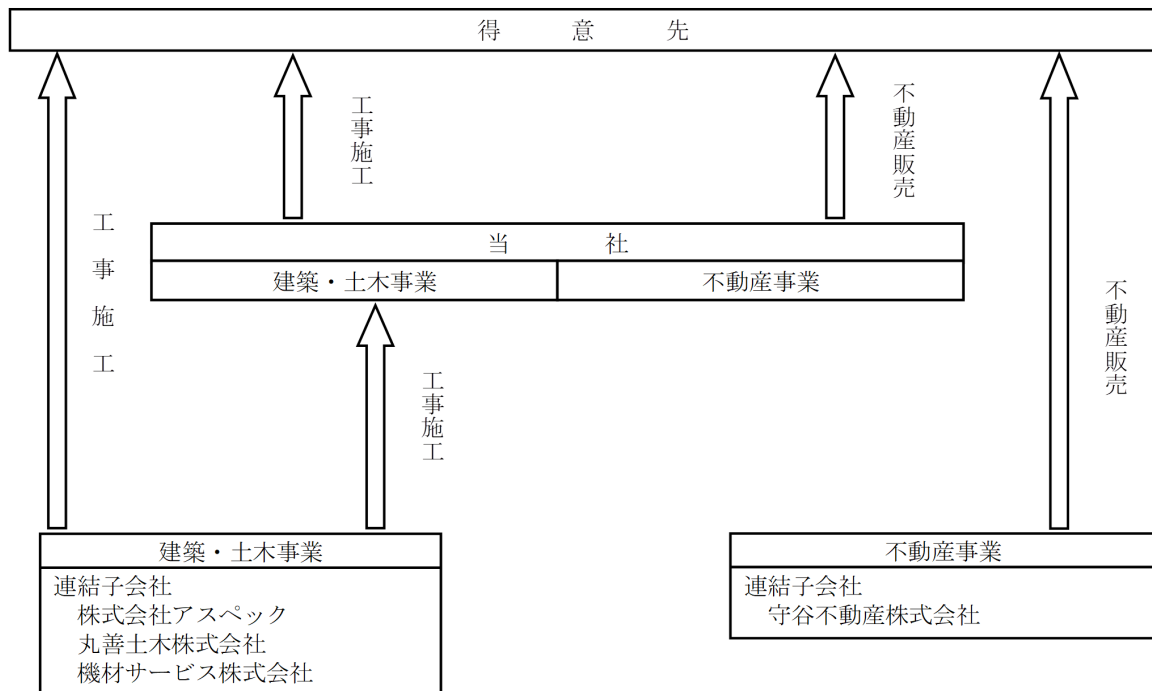 得意先
工事施工
不動産販売
工事施工
当社
建築・土木事業
不動産事業
不動産販売
工事施工
建築・土木事業
連結子会社
株式会社アスペック
丸善土木株式会社
機材サービス株式会社
不動産事業
連結子会社
守谷不動産株式会社